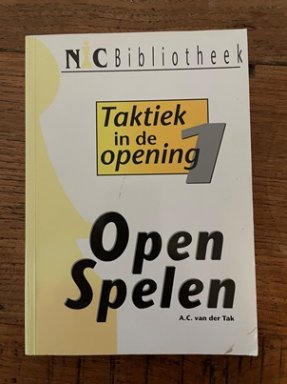 NiC Bibliotheek
Taktiek
in de
opening 1
Open
Spelen
A.C. van der Tak